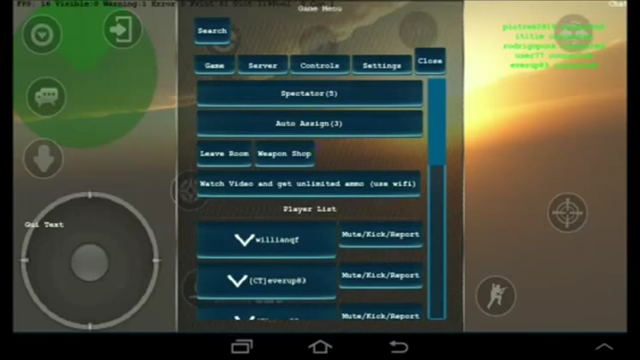 Game Menu
Chat
Search
Game
Server
Controls
Settings
Close
Spectator(5)
Auto Assign(3)
Leave Room
Weapon Shop
Watch Video and get unlimited ammo (use wifi)
Player List
Gui Text
willianqf
Mute/Kick/Report
[CT]everup83
Mute/Kick/Report
Mute/Kick/Report